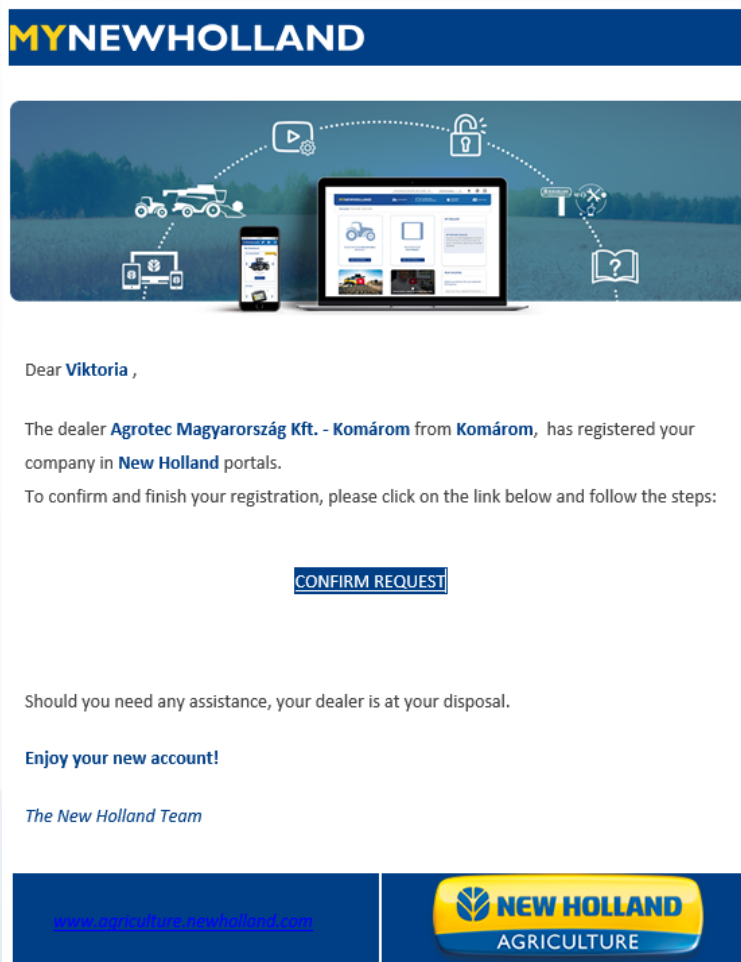 MYNEWHOLLAND
MYNEWHOLLAND
Dear Viktoria ,
The dealer Agrotec Magyarország Kft. - Komárom from Komárom, has registered your
company in New Holland portals.
To confirm and finish your registration, please click on the link below and follow the steps:
CONFIRM REQUEST
Should you need any assistance, your dealer is at your disposal.
Enjoy your new account!
The New Holland Team
www.agriculture.newholland.com
NEW HOLLAND
AGRICULTURE